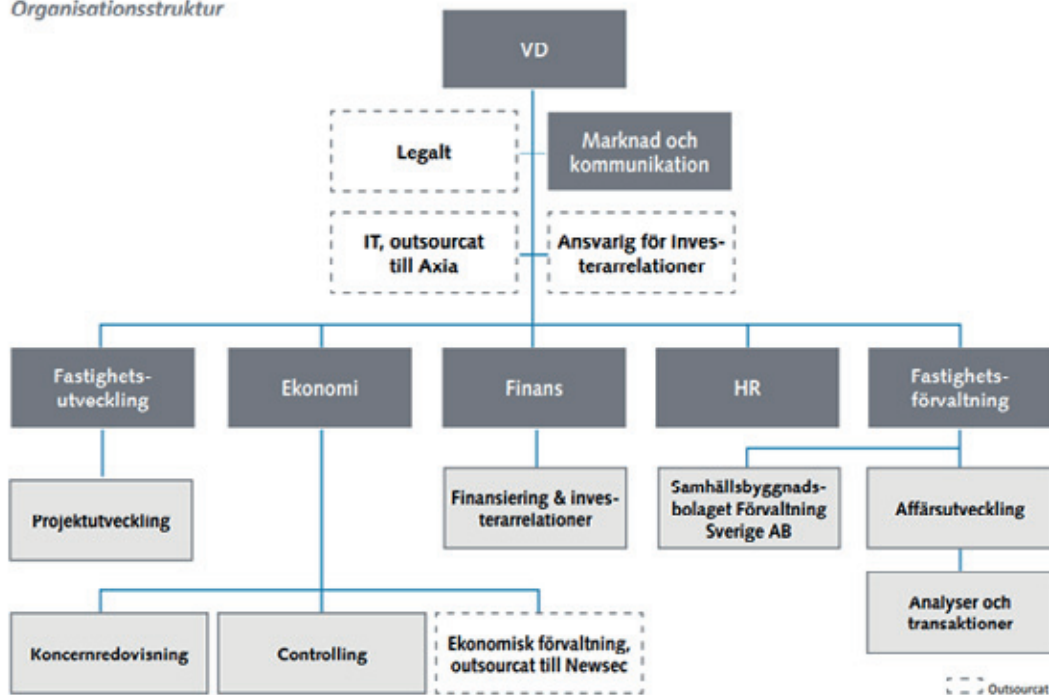 Organisationsstruktur
VD
Legalt
Marknad och
kommunikation
IT, outsourcat
till Axia
Ansvarig för Inves-
terarrelationer
Fastighets-
utveckling
Ekonomi
Finans
HR
Fastighets-
förvaltning
Projektutveckling
Finansiering & inves-
terarrelationer
Samhällsbyggnads-
bolaget Förvaltning
Sverige AB
Affärsutveckling
Analyser och
transaktioner
Koncernredovisning
Controlling
Ekonomisk förvaltning,
outsourcat till Newsec
Outsourcat